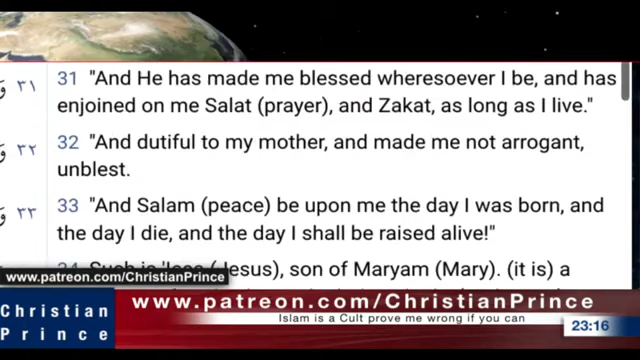 ٣١ 31 "And He has made me blessed wheresoever I be, and has
enjoined on me Salat (prayer), and Zakat, as long as I live."
٣٢ 32 "And dutiful to my mother, and made me not arrogant,
unblest.
٣٣ 33 "And Salam (peace) be upon me the day I was born, and
the day I die, and the day I shall be raised alive!"
34 Such is 'Iesa (Jesus), son of Maryam (Mary). (it is) a
www.patreon.com/ChristianPrince
www.patreon.com/ChristianPrince
Christian
Prince
Islam is a Cult prove me wrong if you can
23:16